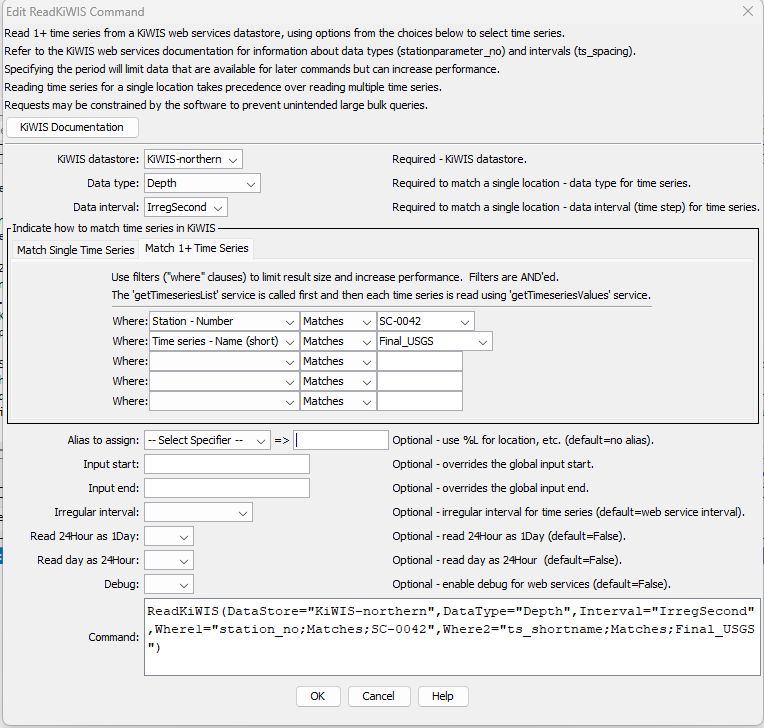 Edit ReadKiWIS Command
Read 1+ time series from a KiWIS web services datastore, using options from the choices below to select time series.
Refer to the KiWIS web services documentation for information about data types (stationparameter_no) and intervals (ts_spacing).
Specifying the period will limit data that are available for later commands but can increase performance.
Reading time series for a single location takes precedence over reading multiple time series.
Requests may be constrained by the software to prevent unintended large bulk queries.
KiWIS Documentation
KiWIS datastore: KiWIS-northern Required - KiWIS datastore.
Data type: Depth Required to match a single location - data type for time series.
Data interval: IrregSecond Required to match a single location - data interval (time step) for time series.
Indicate how to match time series in KiWIS
Match Single Time Series Match 1+ Time Series
Use filters ("where" clauses) to limit result size and increase performance. Filters are AND'ed.
The 'getTimeseriesList' service is called first and then each time series is read using 'getTimeseriesValues' service.
Where: Station - Number Matches SC-0042
Where: Time series - Name (short) Matches Final_USGS
Where: Matches
Where: Matches
Where: Matches
Alias to assign: -- Select Specifier -- => Optional - use %L for location, etc. (default=no alias).
Input start: Optional - overrides the global input start.
Input end: Optional - overrides the global input end.
Irregular interval: Optional - irregular interval for time series (default=web service interval).
Read 24Hour as 1Day: Optional - read 24Hour as 1Day (default=False).
Read day as 24Hour: Optional - read day as 24Hour (default=False).
Debug: Optional - enable debug for web services (default=False).
Command:
ReadKiWIS(DataStore="KiWIS-northern",DataType="Depth",Interval="IrregSecond"
,Where1="station_no;Matches;SC-0042",Where2="ts_shortname;Matches;Final_USGS
")
OK Cancel Help